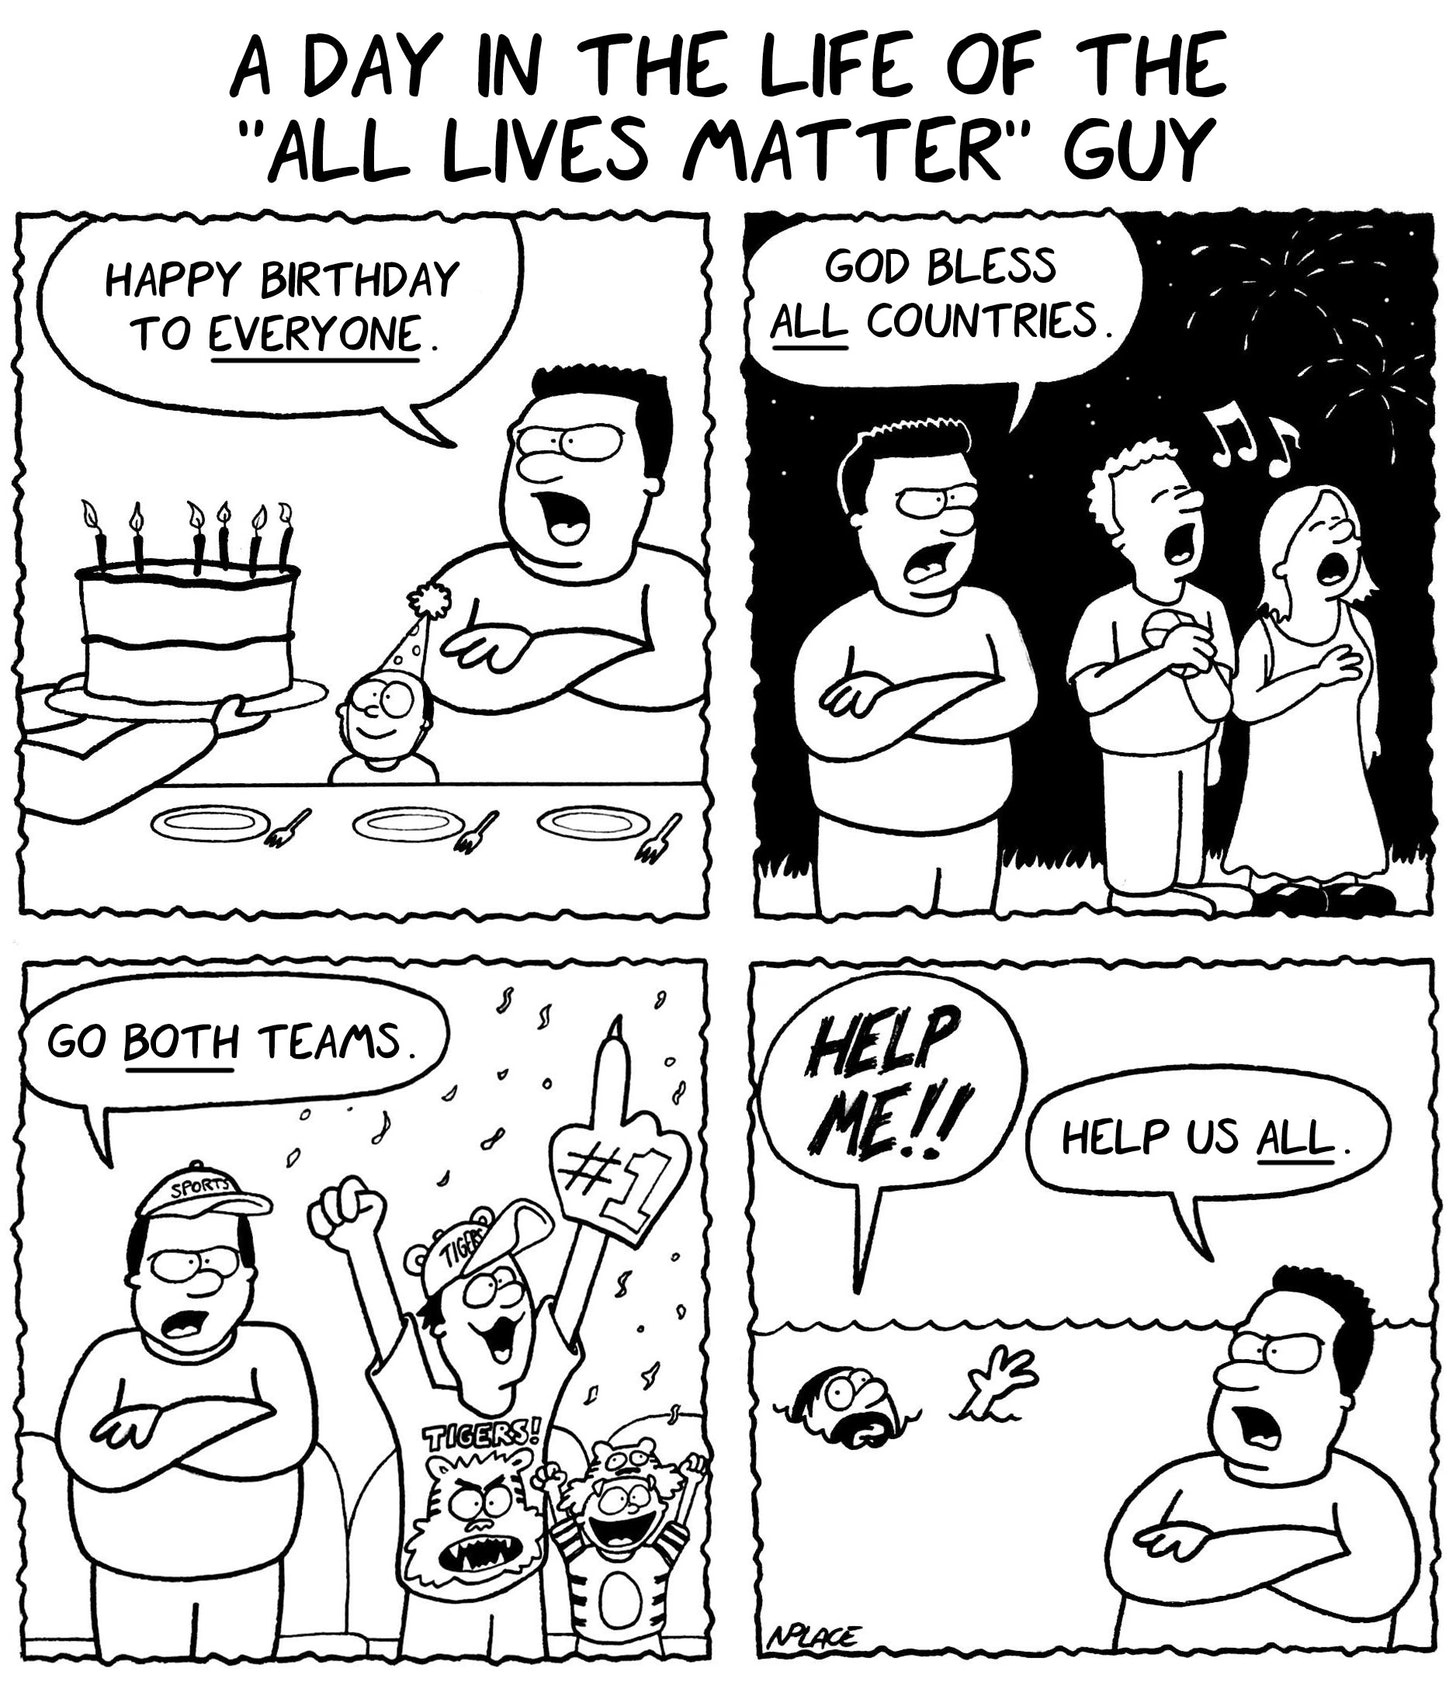 A DAY IN THE LIFE OF THE
"ALL LIVES MATTER" GUY
HAPPY BIRTHDAY
TO EVERYONE.
GOD BLESS
ALL COUNTRIES.
GO BOTH TEAMS.
SPORTS
#1
TIGERS
TIGERS!
HELP
ME!!
HELP US ALL.
NPLACE